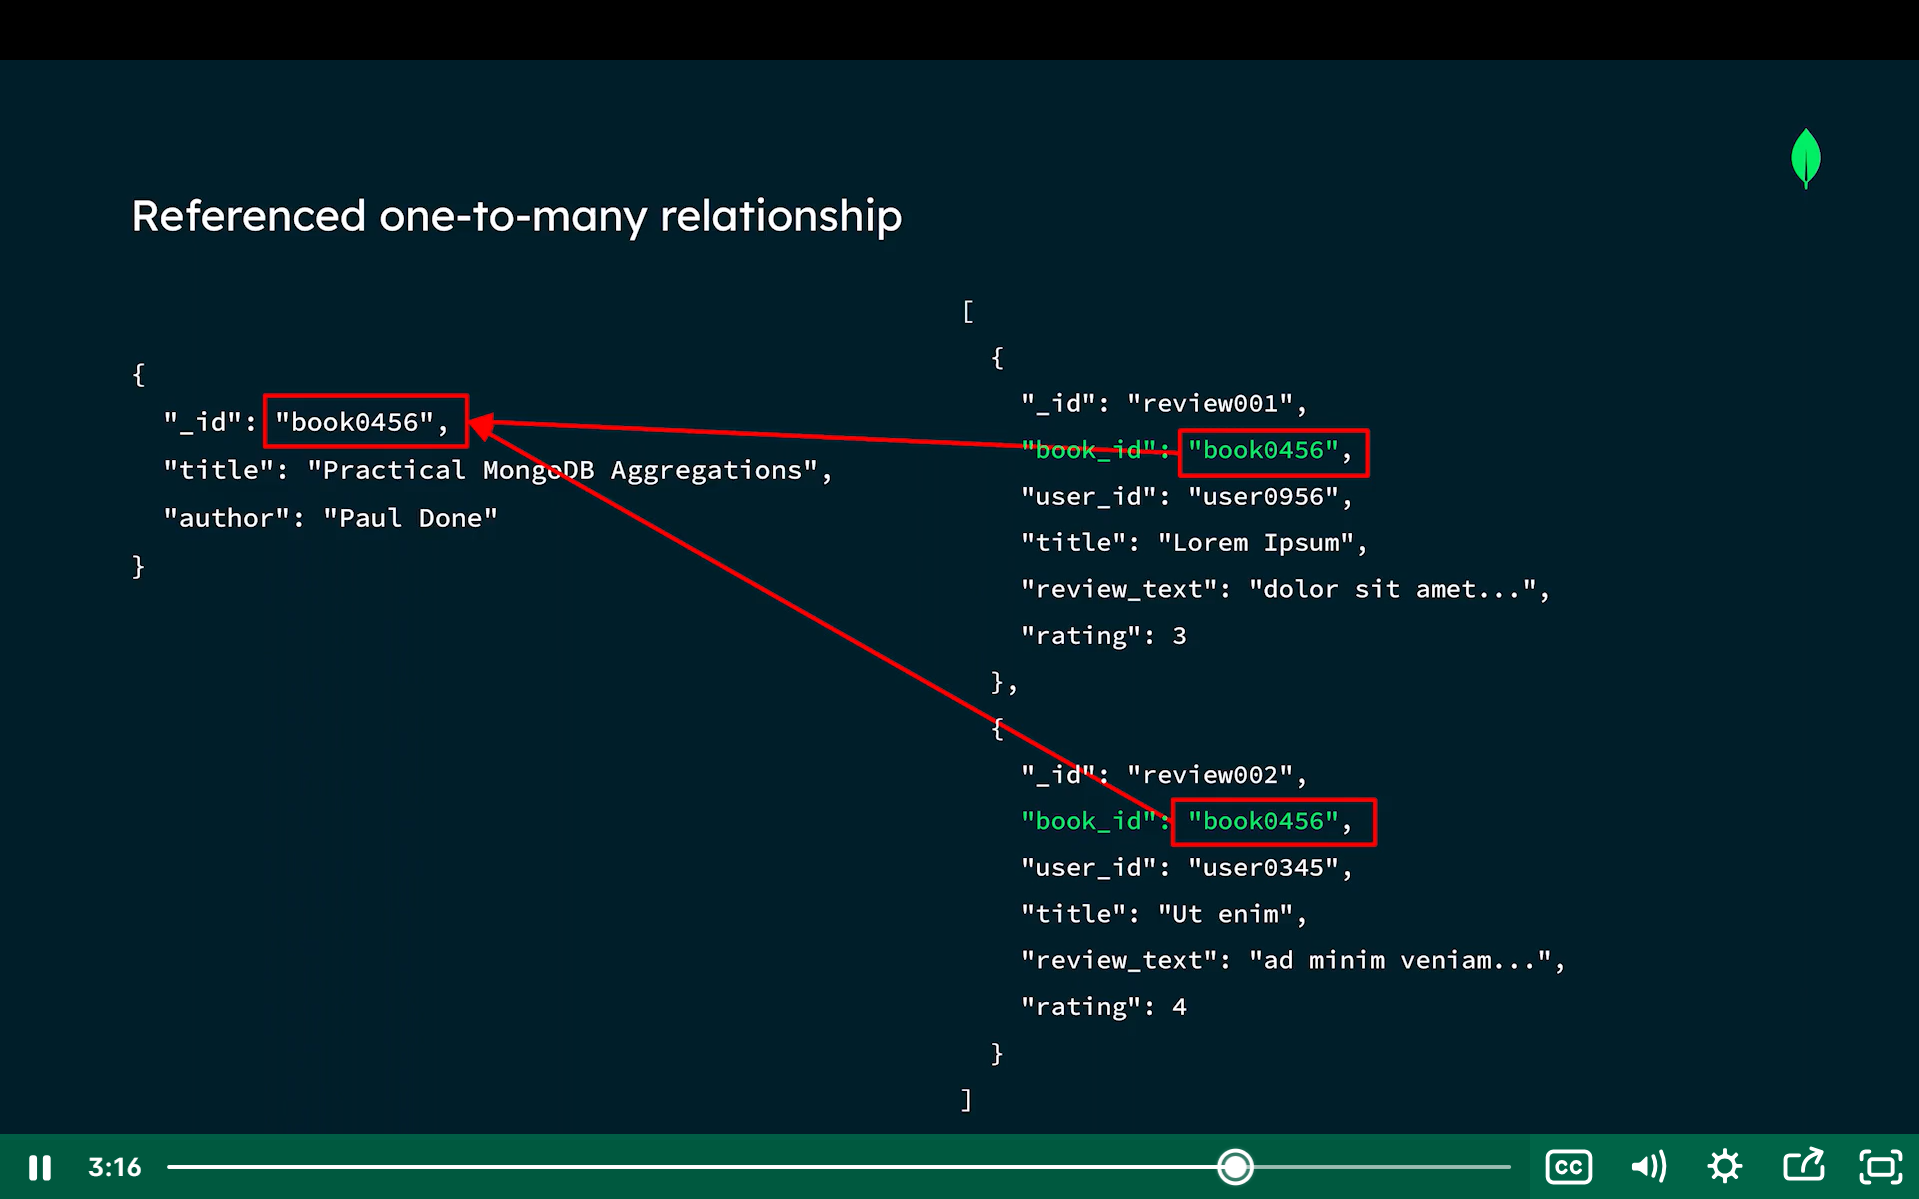 Referenced one-to-many relationship
{
"_id": "book0456",
"title": "Practical MongoDB Aggregations",
"author": "Paul Done"
}
[
{
"_id": "review001",
"book_id": "book0456",
"user_id": "user0956",
"title": "Lorem Ipsum",
"review_text": "dolor sit amet...",
"rating": 3
},
{
"_id": "review002",
"book_id": "book0456",
"user_id": "user0345",
"title": "Ut enim",
"review_text": "ad minim veniam...",
"rating": 4
}
]
3:16
CC